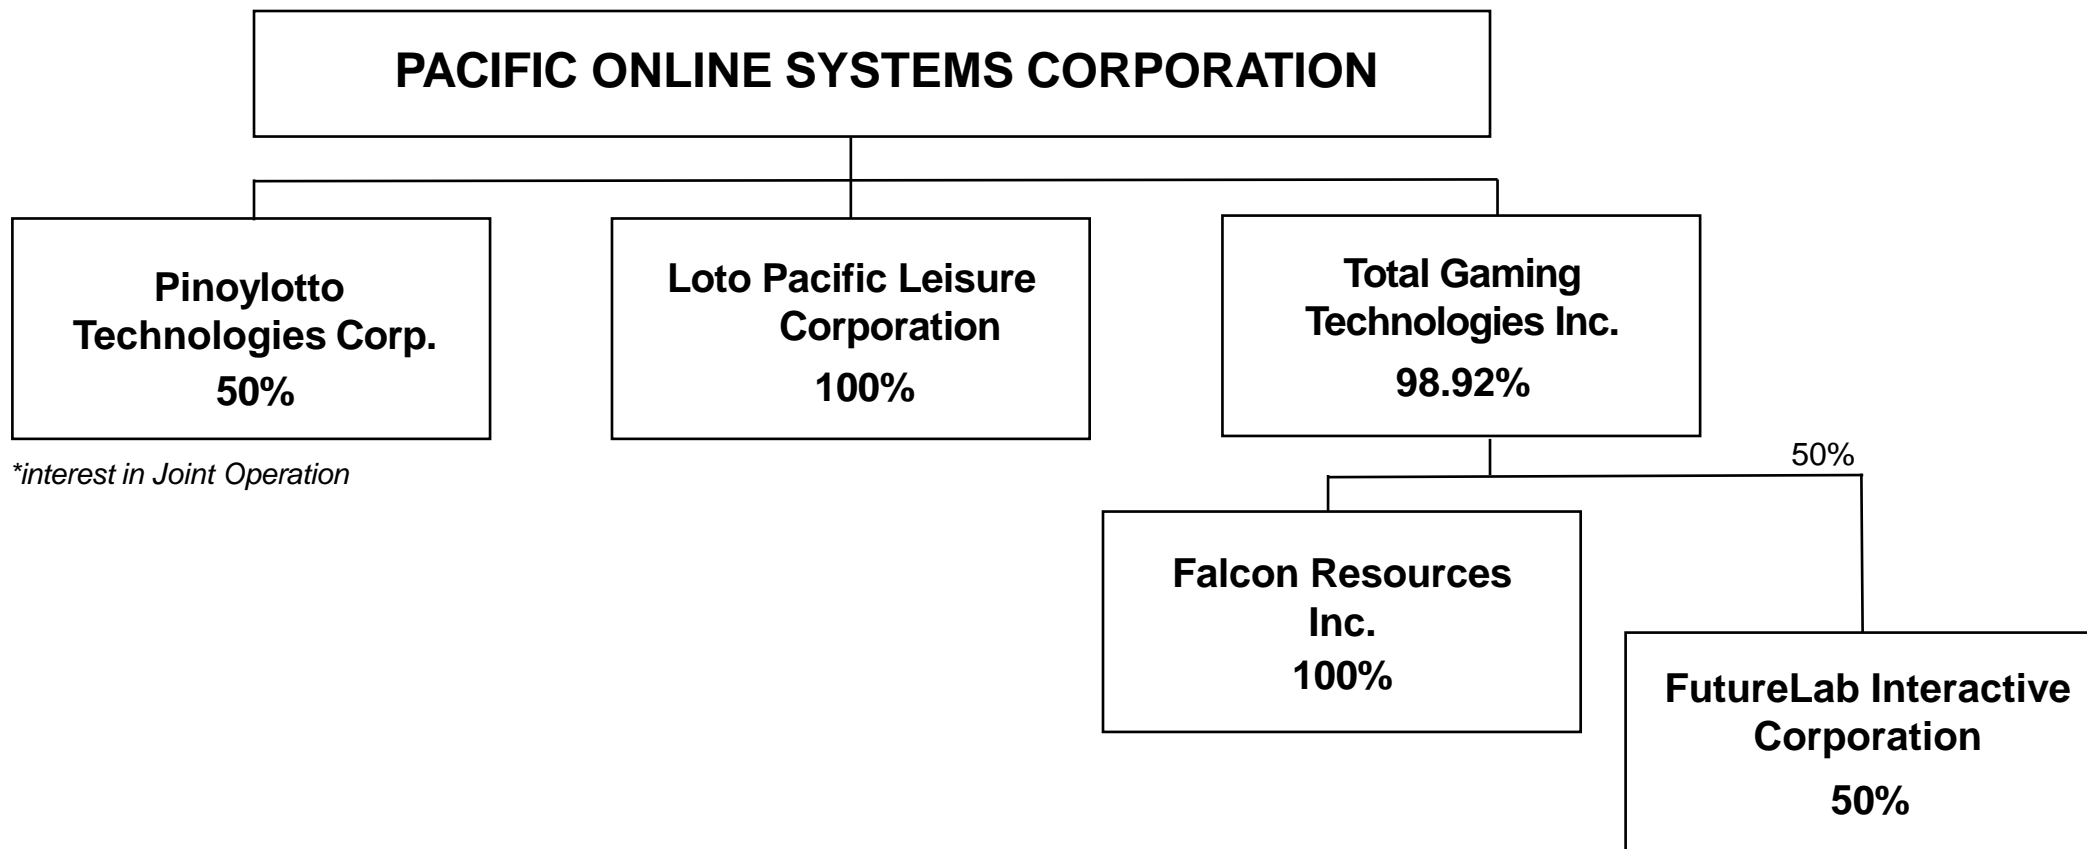 PACIFIC ONLINE SYSTEMS CORPORATION
Pinoylotto
Technologies Corp.
50%
Loto Pacific Leisure
Corporation
100%
Total Gaming
Technologies Inc.
98.92%
*interest in Joint Operation
50%
Falcon Resources
Inc.
100%
FutureLab Interactive
Corporation
50%